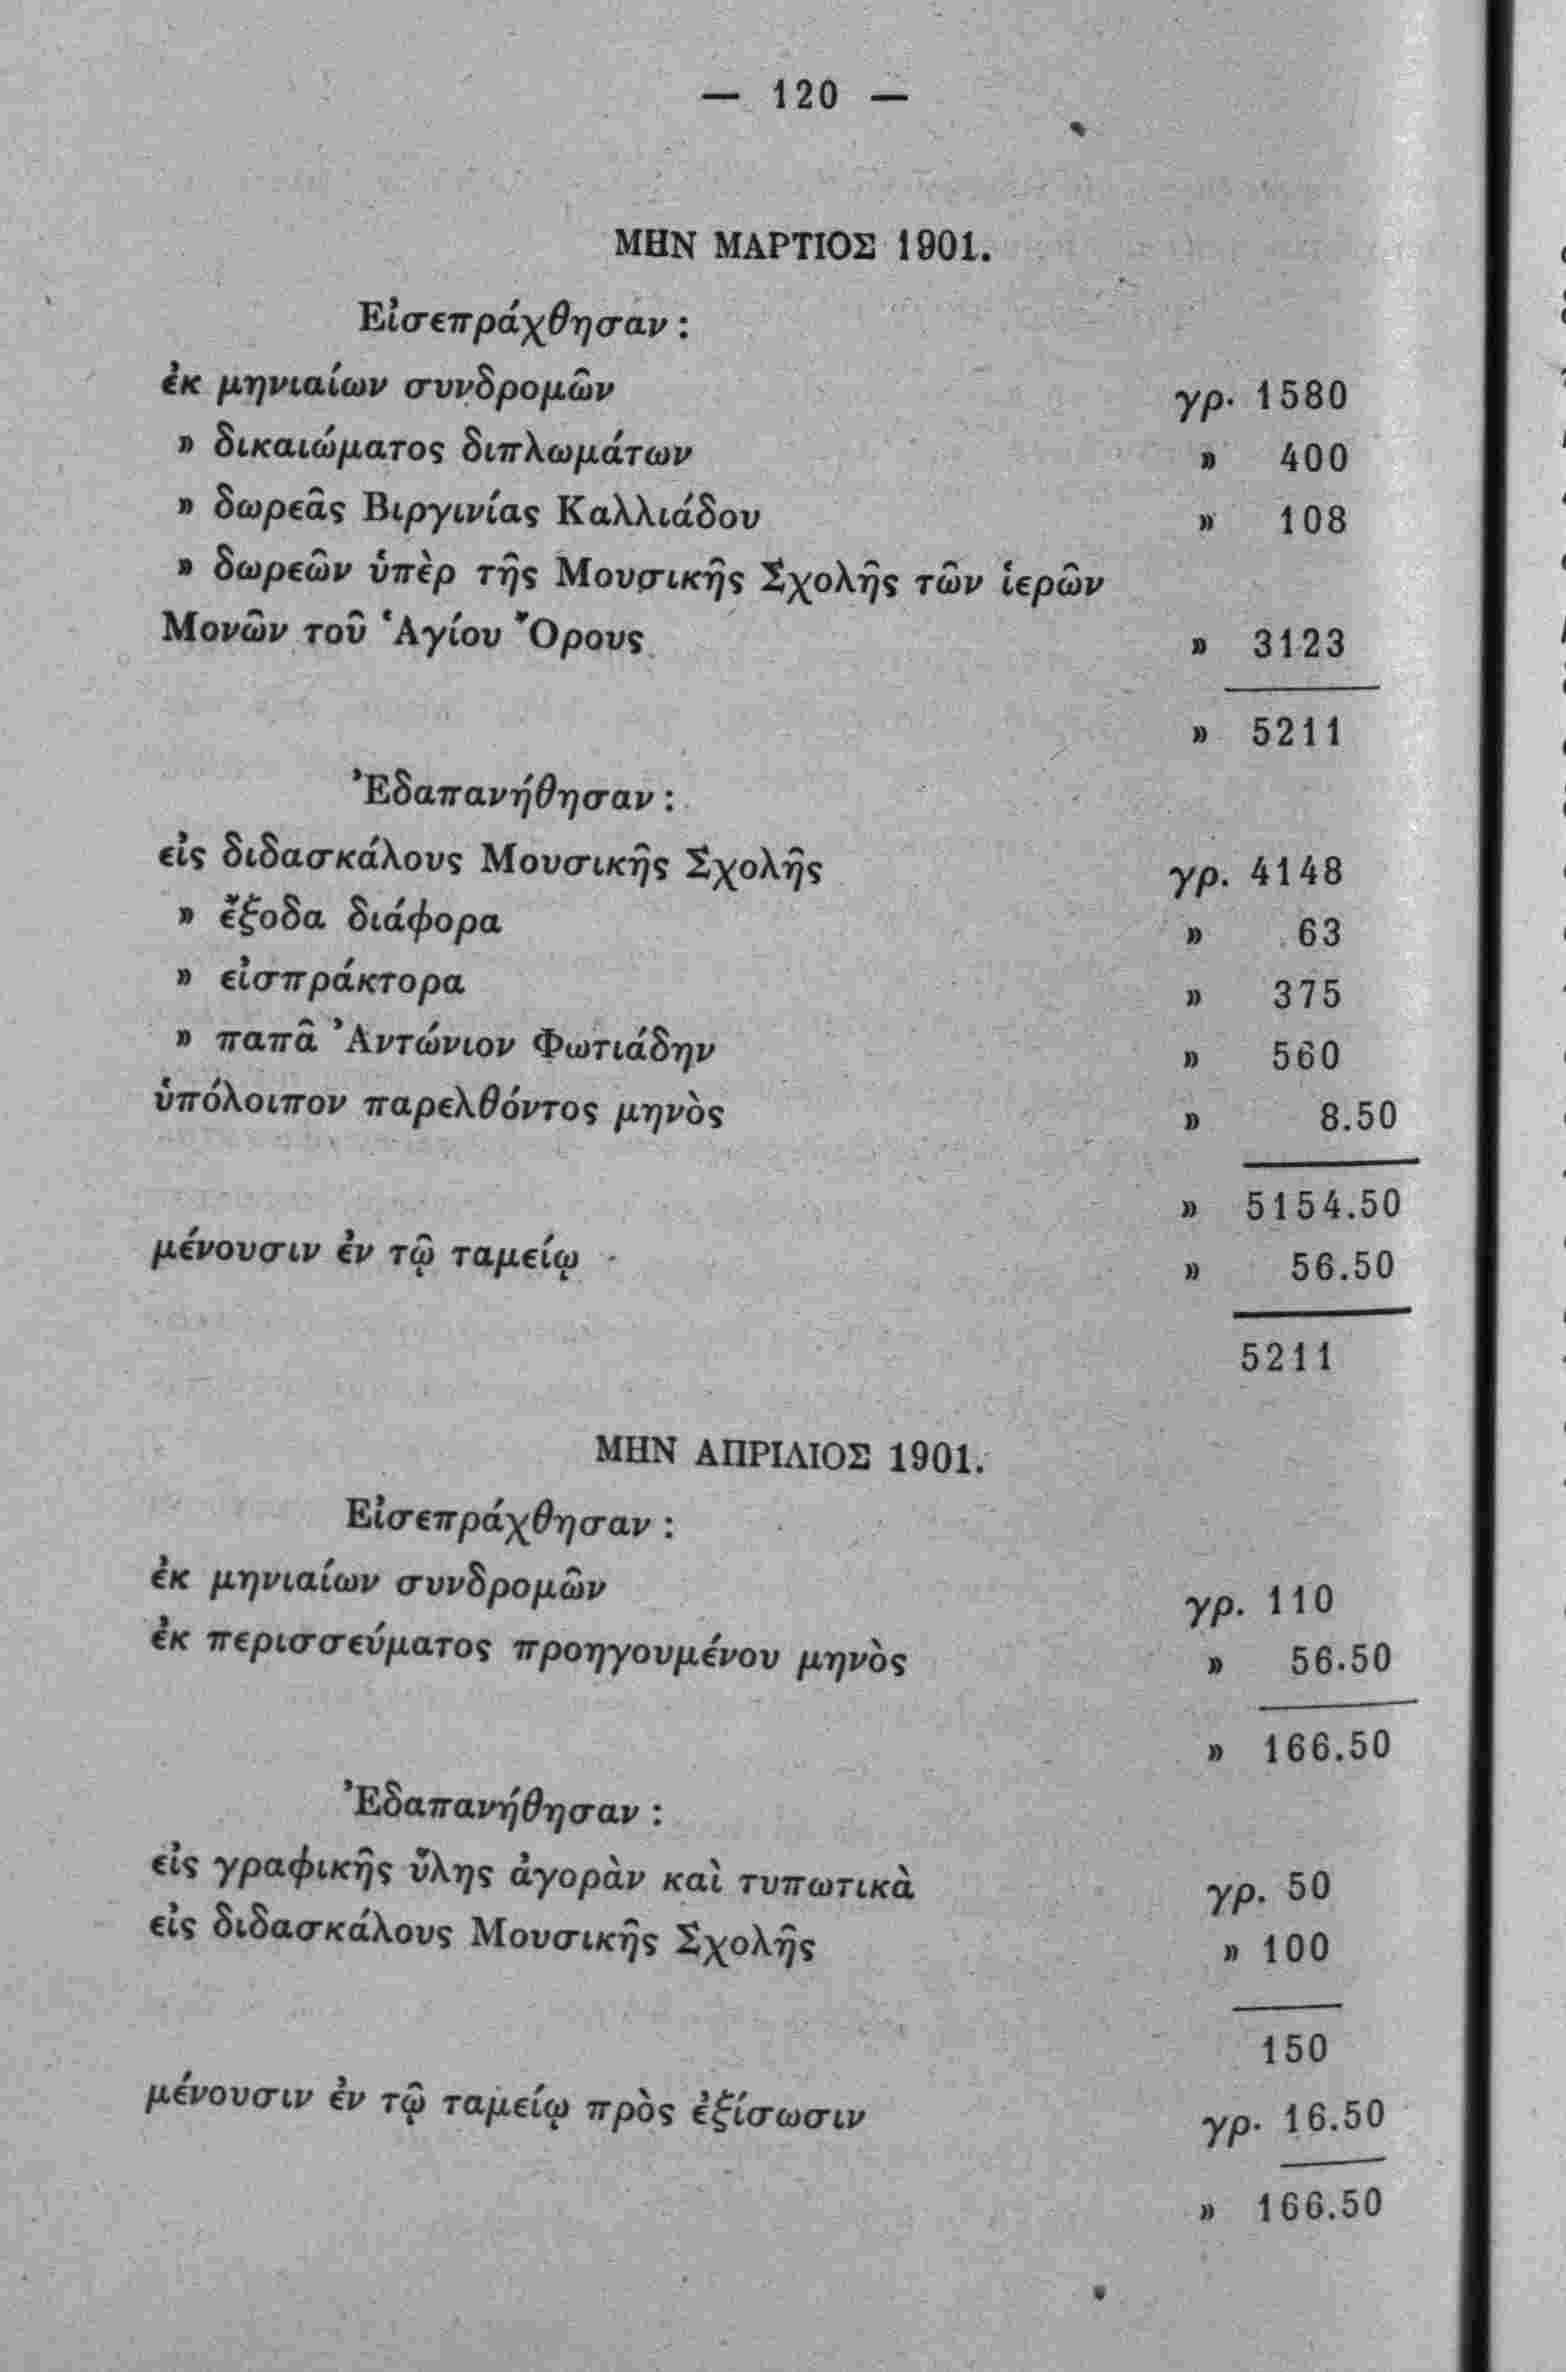 — 120 —
ΜΗΝ ΜΑΡΤΙΟΣ 1901.
Εἰσεπράχθησαν :
ἐκ μηνιαίων συνδρομῶν γρ. 1580
» δικαιώματος διπλωμάτων » 400
» δωρεᾶς Βιργινίας Καλλιάδου » 108
» δωρεῶν ὑπὲρ τῆς Μουσικῆς Σχολῆς τῶν ἱερῶν
Μονῶν τοῦ Ἁγίου Ὄρους » 3123
» 5211
Ἐδαπανήθησαν :
εἰς διδασκάλους Μουσικῆς Σχολῆς γρ. 4148
» ἔξοδα διάφορα » 63
» εἰσπράκτορα » 375
» παπᾶ Ἀντώνιον Φωτιάδην » 560
ὑπόλοιπον παρελθόντος μηνὸς » 8.50
» 5154.50
μένουσιν ἐν τῷ ταμείῳ » 56.50
5211
ΜΗΝ ΑΠΡΙΛΙΟΣ 1901.
Εἰσεπράχθησαν :
ἐκ μηνιαίων συνδρομῶν γρ. 110
ἐκ περισσεύματος προηγουμένου μηνὸς » 56.50
» 166.50
Ἐδαπανήθησαν :
εἰς γραφικῆς ὕλης ἀγορὰν καὶ τυπωτικὰ γρ. 50
εἰς διδασκάλους Μουσικῆς Σχολῆς » 100
150
μένουσιν ἐν τῷ ταμείῳ πρὸς ἐξίσωσιν γρ. 16.50
» 166.50